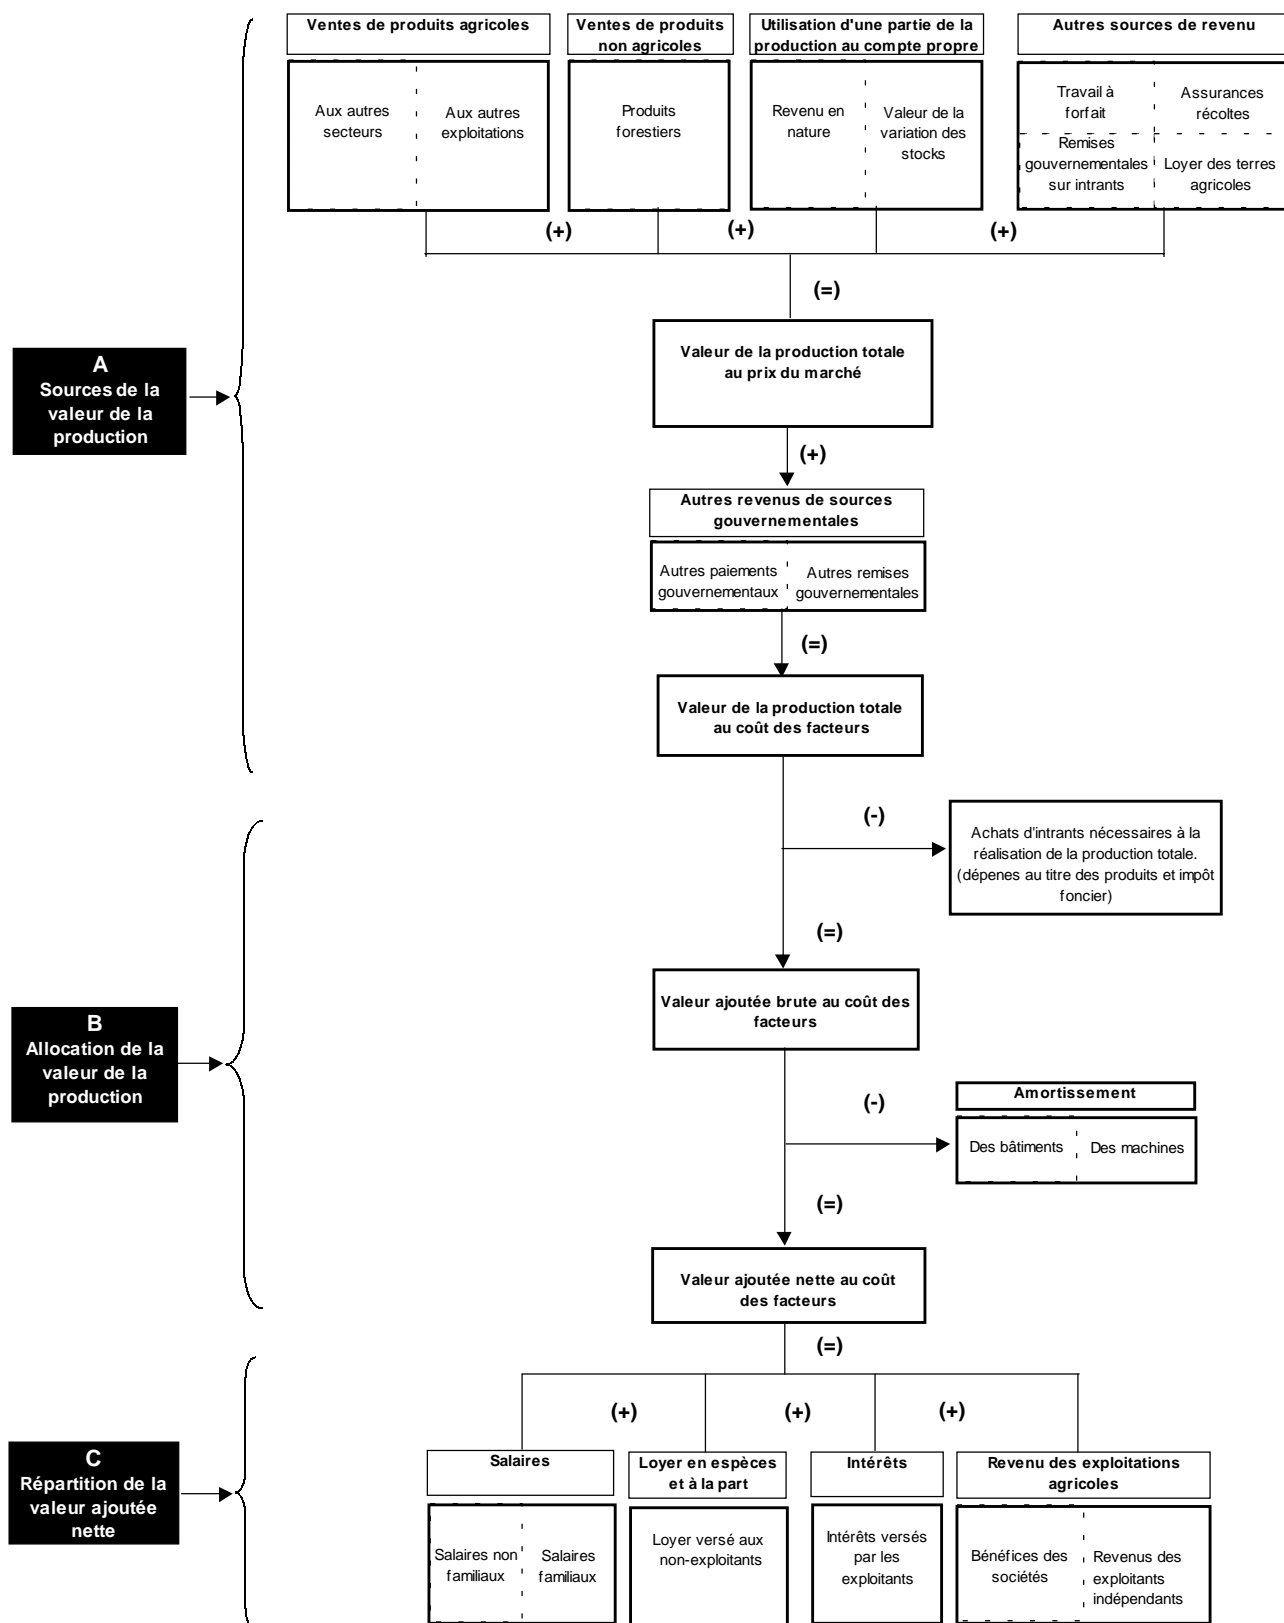 Ventes de produits agricoles
Ventes de produits
non agricoles
Utilisation d'une partie de la
production au compte propre
Autres sources de revenu
Aux autres
secteurs
Aux autres
exploitations
Produits
forestiers
Revenu en
nature
Valeur de la
variation des
stocks
Travail à
forfait
Assurances
récoltes
Remises
gouvernementales
sur intrants
Loyer des terres
agricoles
(+)
(+)
(+)
(=)
A
Sources de la
valeur de la
production
Valeur de la production totale
au prix du marché
(+)
Autres revenus de sources
gouvernementales
Autres paiements
gouvernementaux
Autres remises
gouvernementales
(=)
Valeur de la production totale
au coût des facteurs
(-)
Achats d'intrants nécessaires à la
réalisation de la production totale.
(dépenes au titre des produits et impôt
foncier)
(=)
B
Allocation de la
valeur de la
production
Valeur ajoutée brute au coût des
facteurs
(-)
Amortissement
Des bâtiments
Des machines
(=)
Valeur ajoutée nette au coût
des facteurs
(=)
(+)
(+)
(+)
C
Répartition de la
valeur ajoutée
nette
Salaires
Loyer en espèces
et à la part
Intérêts
Revenu des exploitations
agricoles
Salaires non
familiaux
Salaires
familiaux
Loyer versé aux
non-exploitants
Intérêts versés
par les
exploitants
Bénéfices des
sociétés
Revenus des
exploitants
indépendants